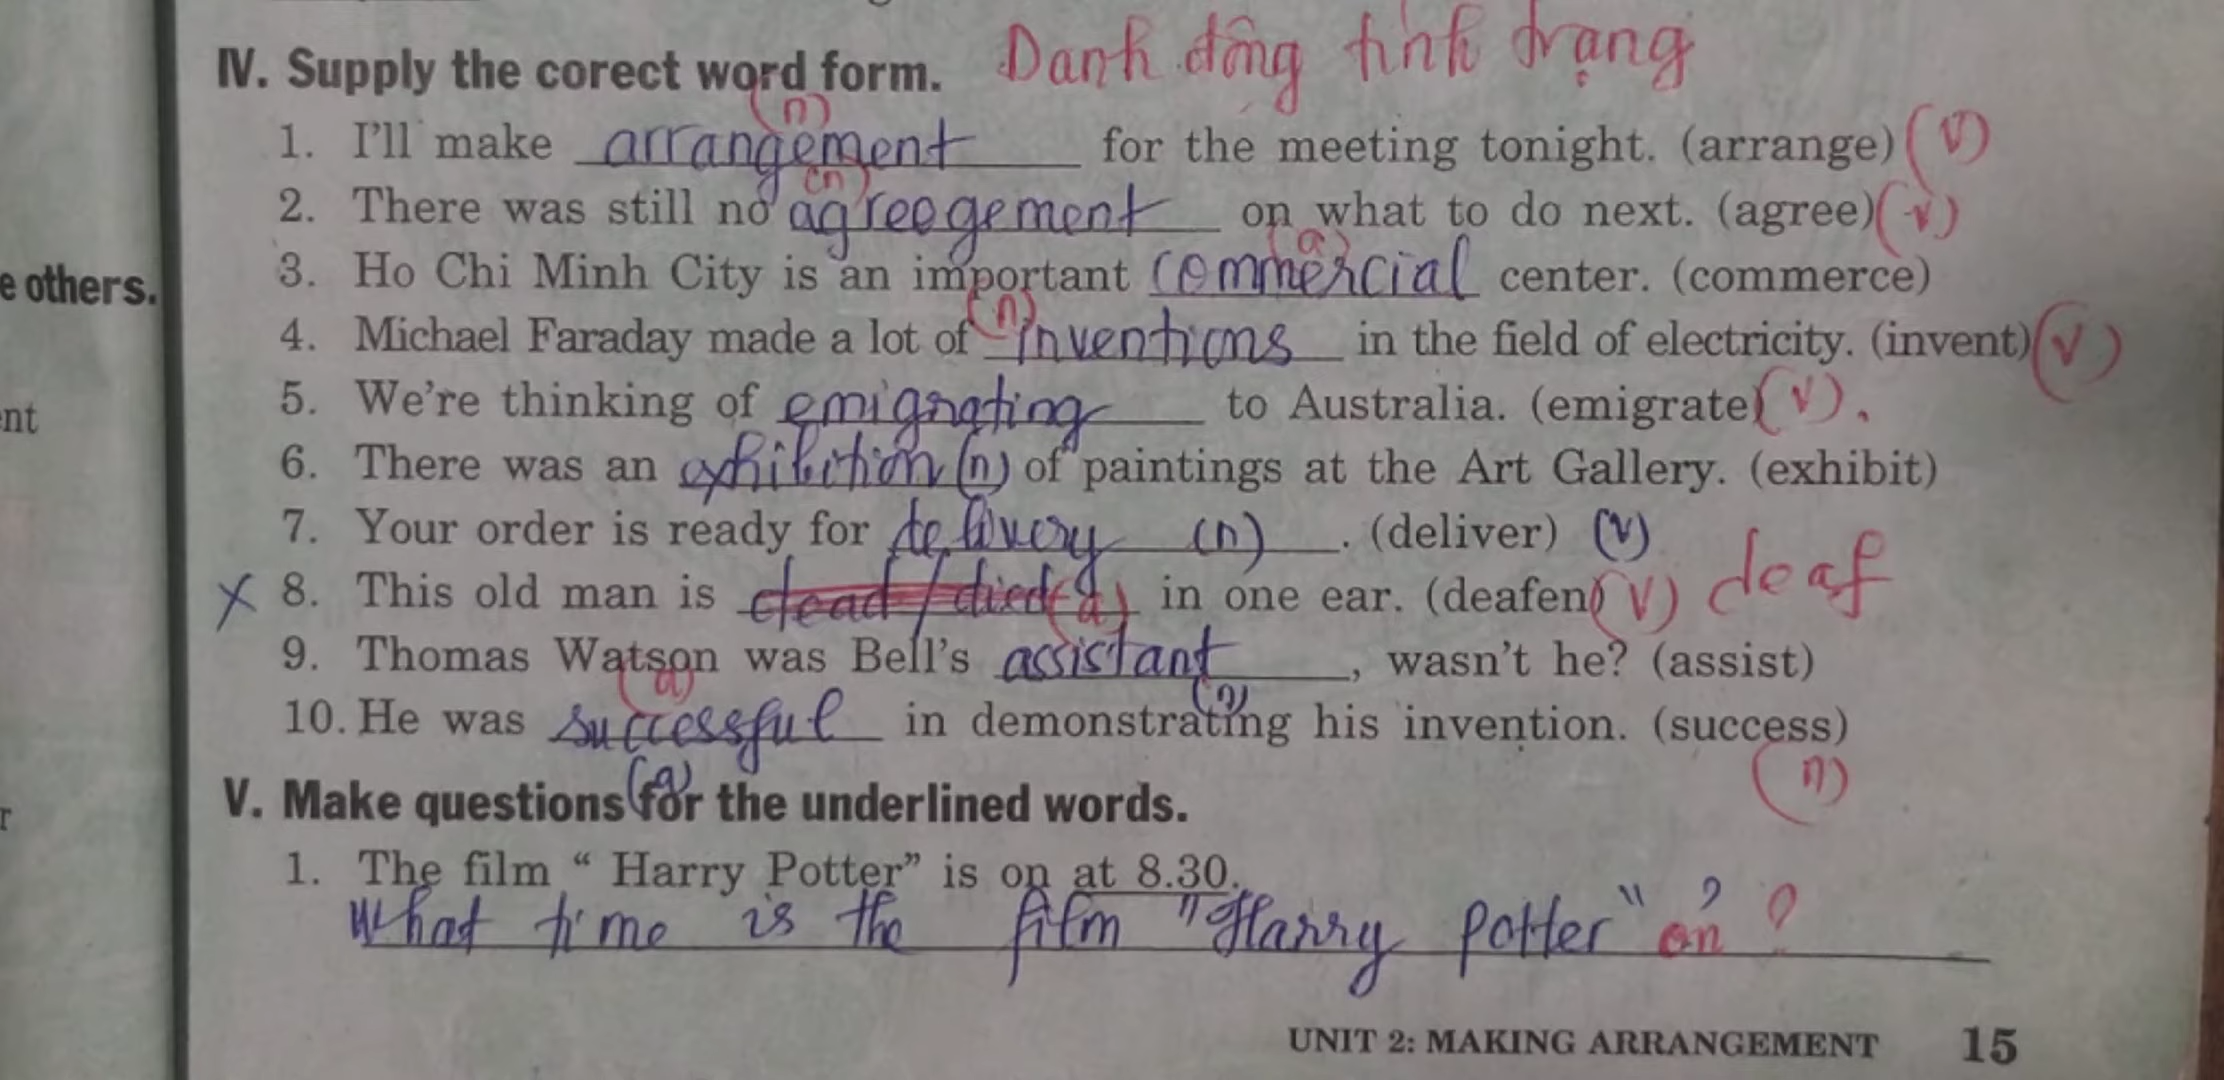 IV. Supply the corect word form. Danh động tính trạng
(n)
1. I'll make arrangement for the meeting tonight. (arrange) (V)
(n)
2. There was still no agreegement on what to do next. (agree) (V)
(a)
e others.
3. Ho Chi Minh City is an important commercial center. (commerce)
(n)
4. Michael Faraday made a lot of inventions in the field of electricity. (invent) (V)
nt
5. We're thinking of emigrating to Australia. (emigrate) (V).
6. There was an exhibition (n) of paintings at the Art Gallery. (exhibit)
7. Your order is ready for delivery (n). (deliver) (V)
X 8. This old man is dead / died (a) in one ear. (deafen) (V) deaf
9. Thomas Watson was Bell's assistant, wasn't he? (assist)
(a) (n)
10. He was successful in demonstrating his invention. (success)
(a) (n)
V. Make questions for the underlined words.
r
1. The film " Harry Potter" is on at 8.30.
What time is the film "Harry Potter" on ? ?
UNIT 2: MAKING ARRANGEMENT 15